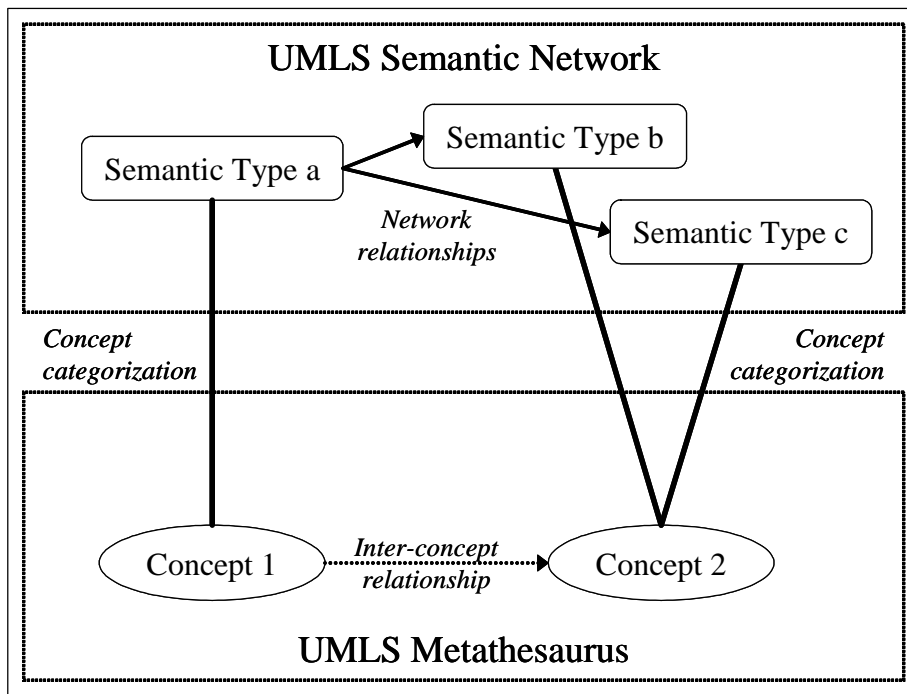 UMLS Semantic Network
Semantic Type b
Semantic Type a
Network
relationships
Semantic Type c
Concept
categorization
Concept
categorization
Concept 1
Inter-concept
relationship
Concept 2
UMLS Metathesaurus